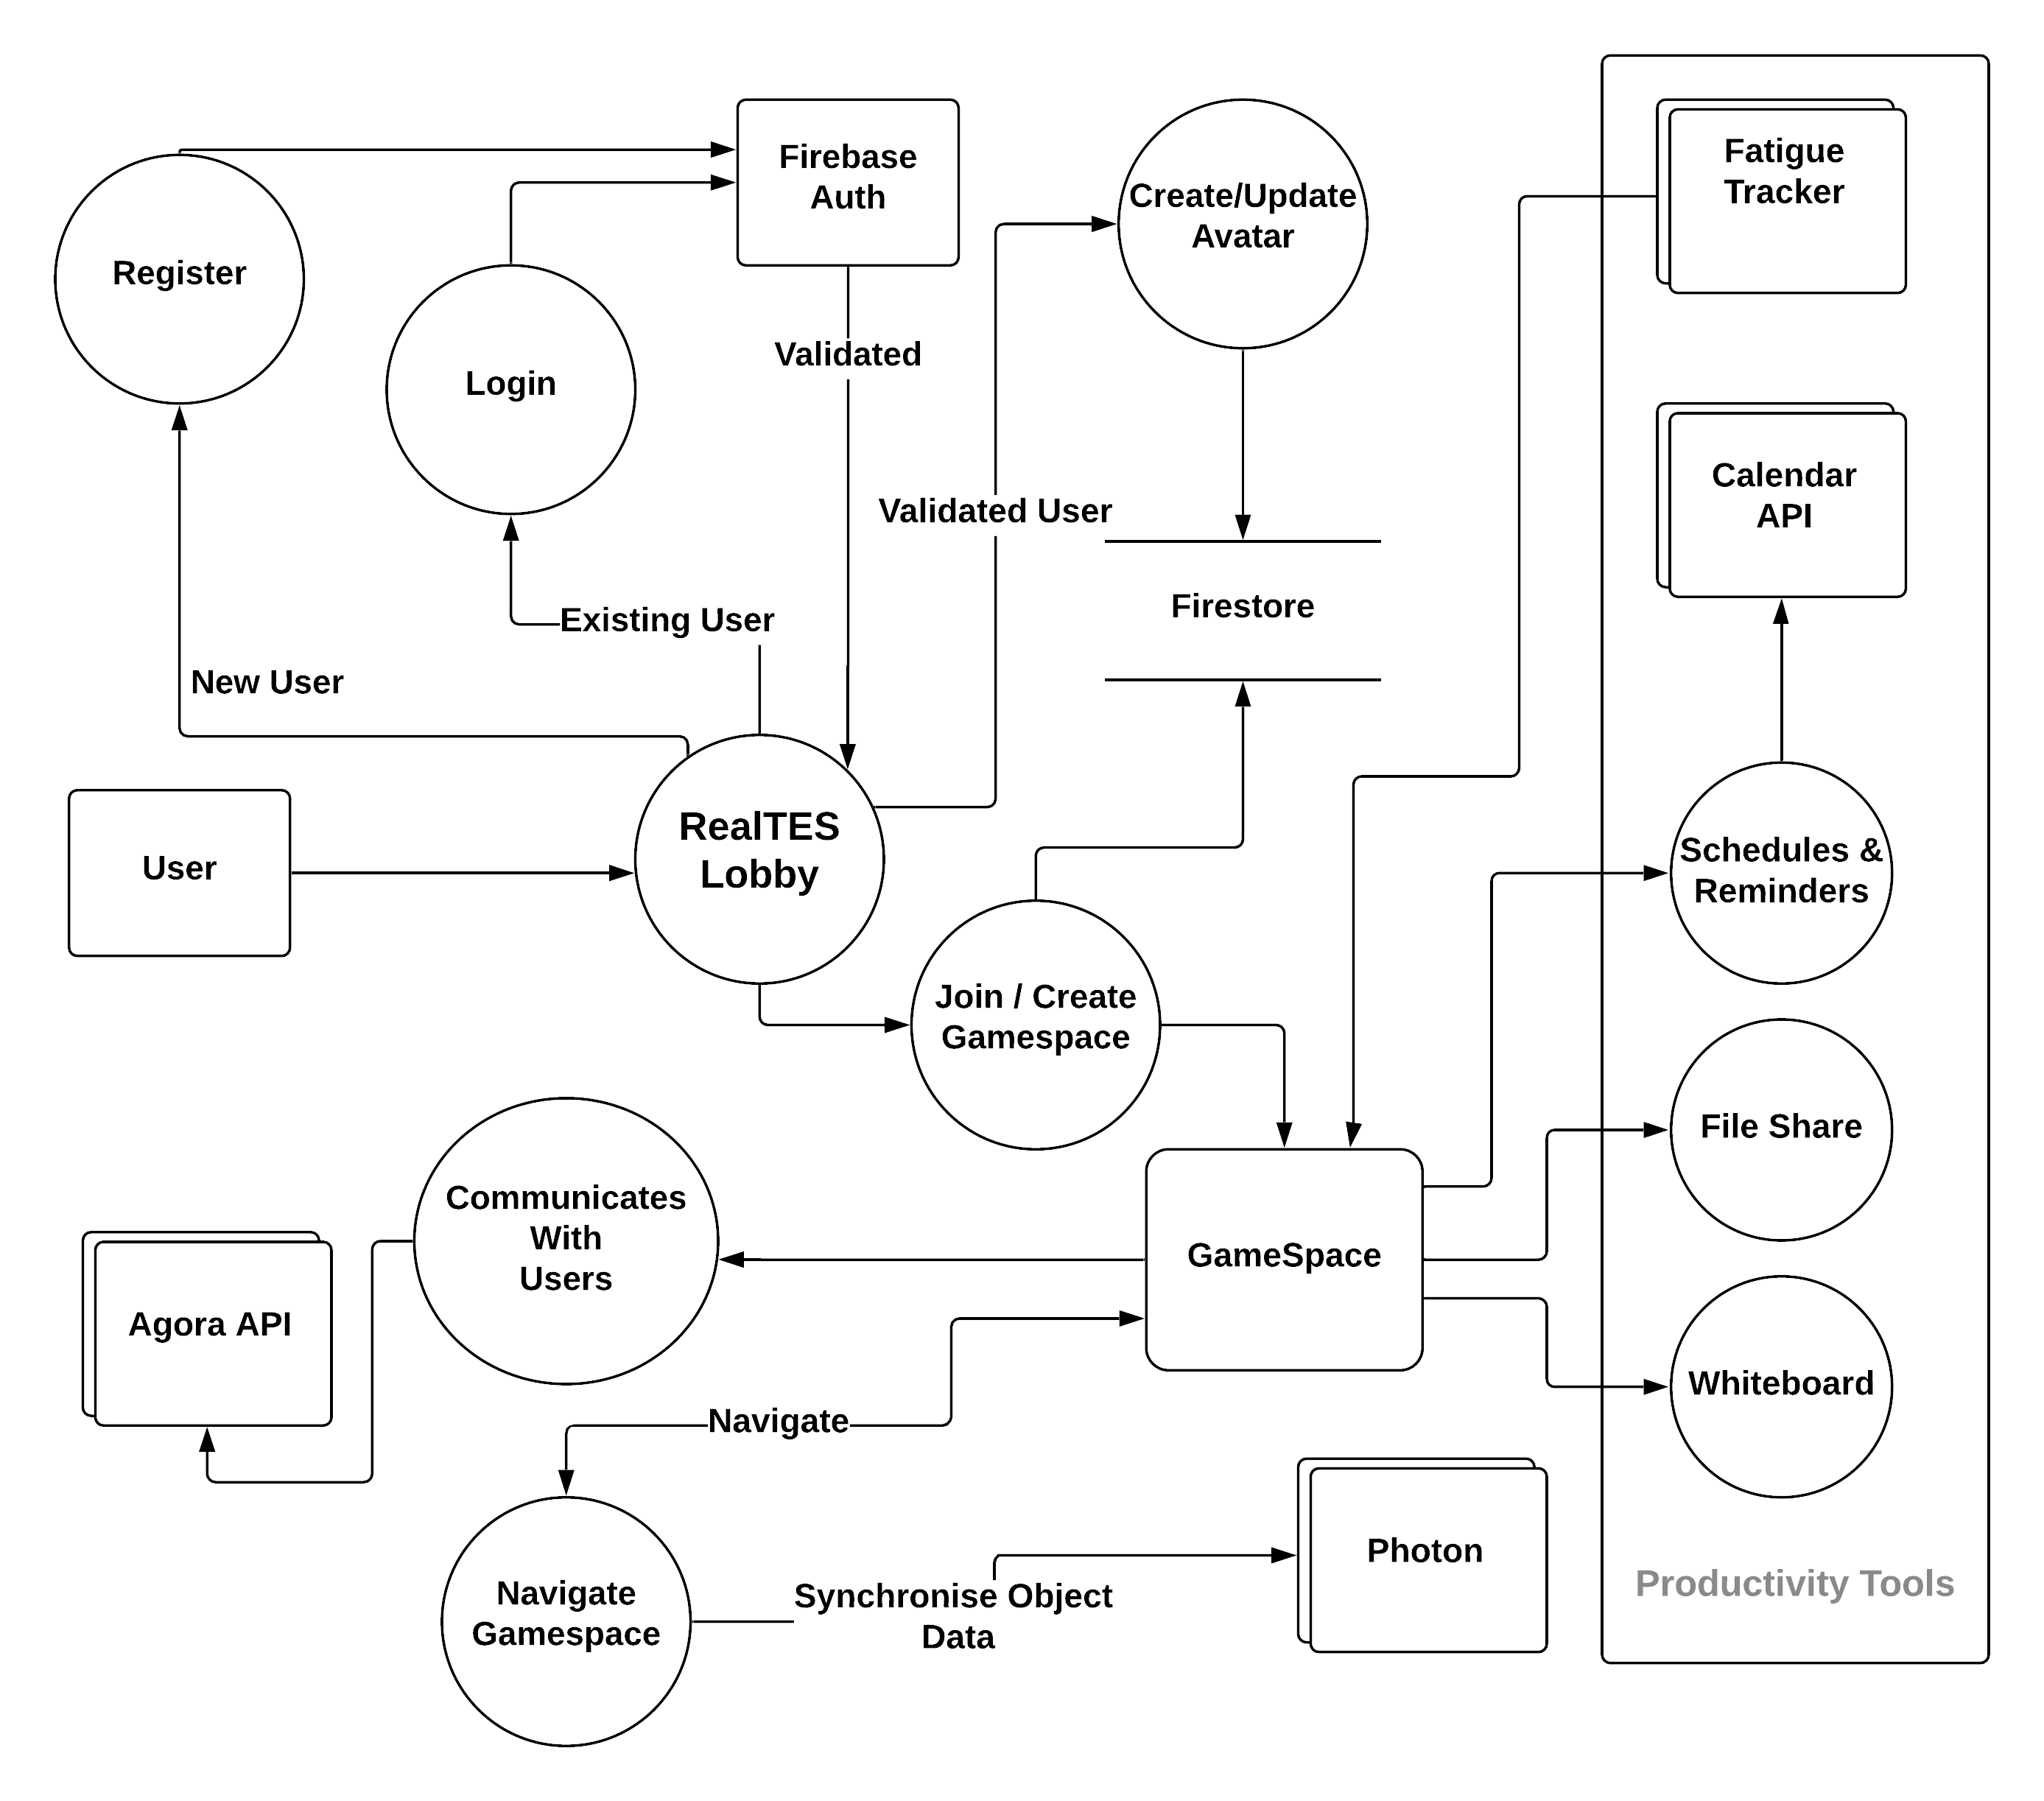 Firebase
Auth
Fatigue
Tracker
Create/Update
Avatar
Register
Login
Validated
Calendar
API
Validated User
Existing User
Firestore
New User
RealTES
Lobby
User
Schedules &
Reminders
Join / Create
Gamespace
File Share
Communicates
With
Users
GameSpace
Agora API
Whiteboard
Navigate
Photon
Productivity Tools
Navigate
Gamespace
Synchronise Object
Data